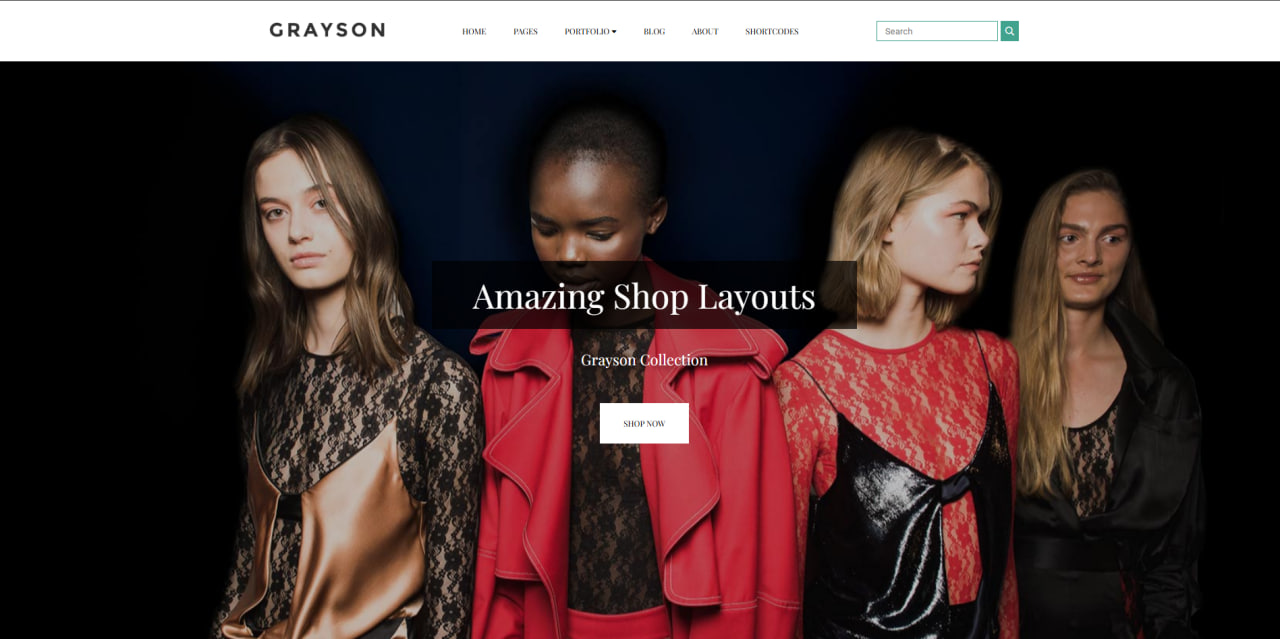 GRAYSON
HOME
PAGES
PORTFOLIO
BLOG
ABOUT
SHORTCODES
Search
Amazing Shop Layouts
Grayson Collection
SHOP NOW